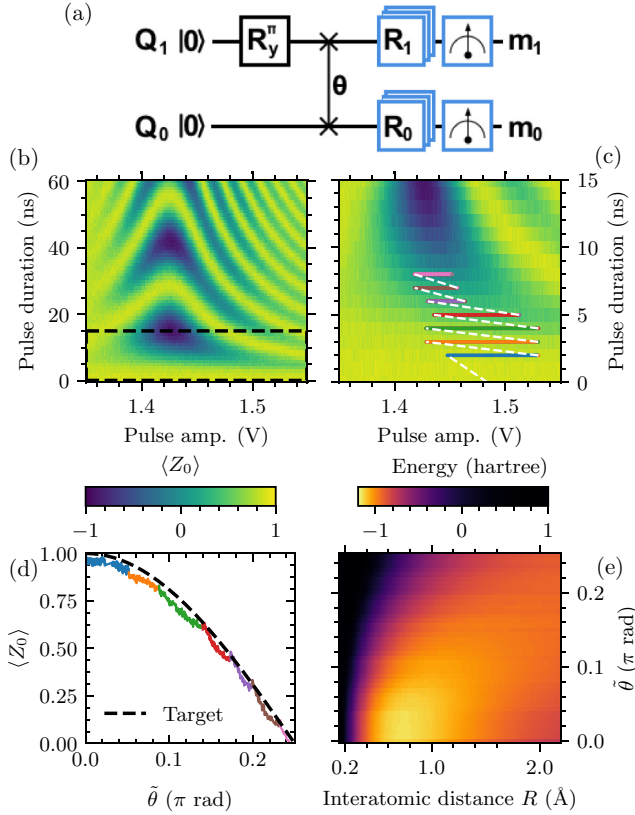 (a)
Q1 |0⟩ R_y^π R1 m1
θ
Q0 |0⟩ R0 m0
(b) (c)
60 15
40 10
20 5
0 0
Pulse duration (ns)
Pulse duration (ns)
1.4 1.5 1.4 1.5
Pulse amp. (V) Pulse amp. (V)
⟨Z0⟩ Energy (hartree)
−1 0 1 −1 0 1
(d) (e)
1.00
0.75
0.50
0.25
0.00
⟨Z0⟩
Target
0.2
0.1
0.0
θ̃ (π rad)
0.0 0.1 0.2 0.2 1.0 2.0
θ̃ (π rad) Interatomic distance R (Å)